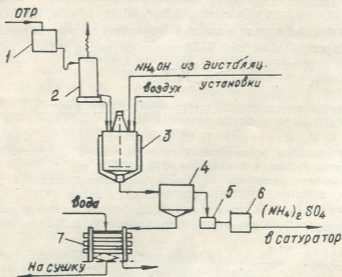 ОТР
1
2
NH4OH из дистилляц.
воздух установки
3
4
5
6
(NH4)2SO4
в сатуратор
вода
7
На сушку